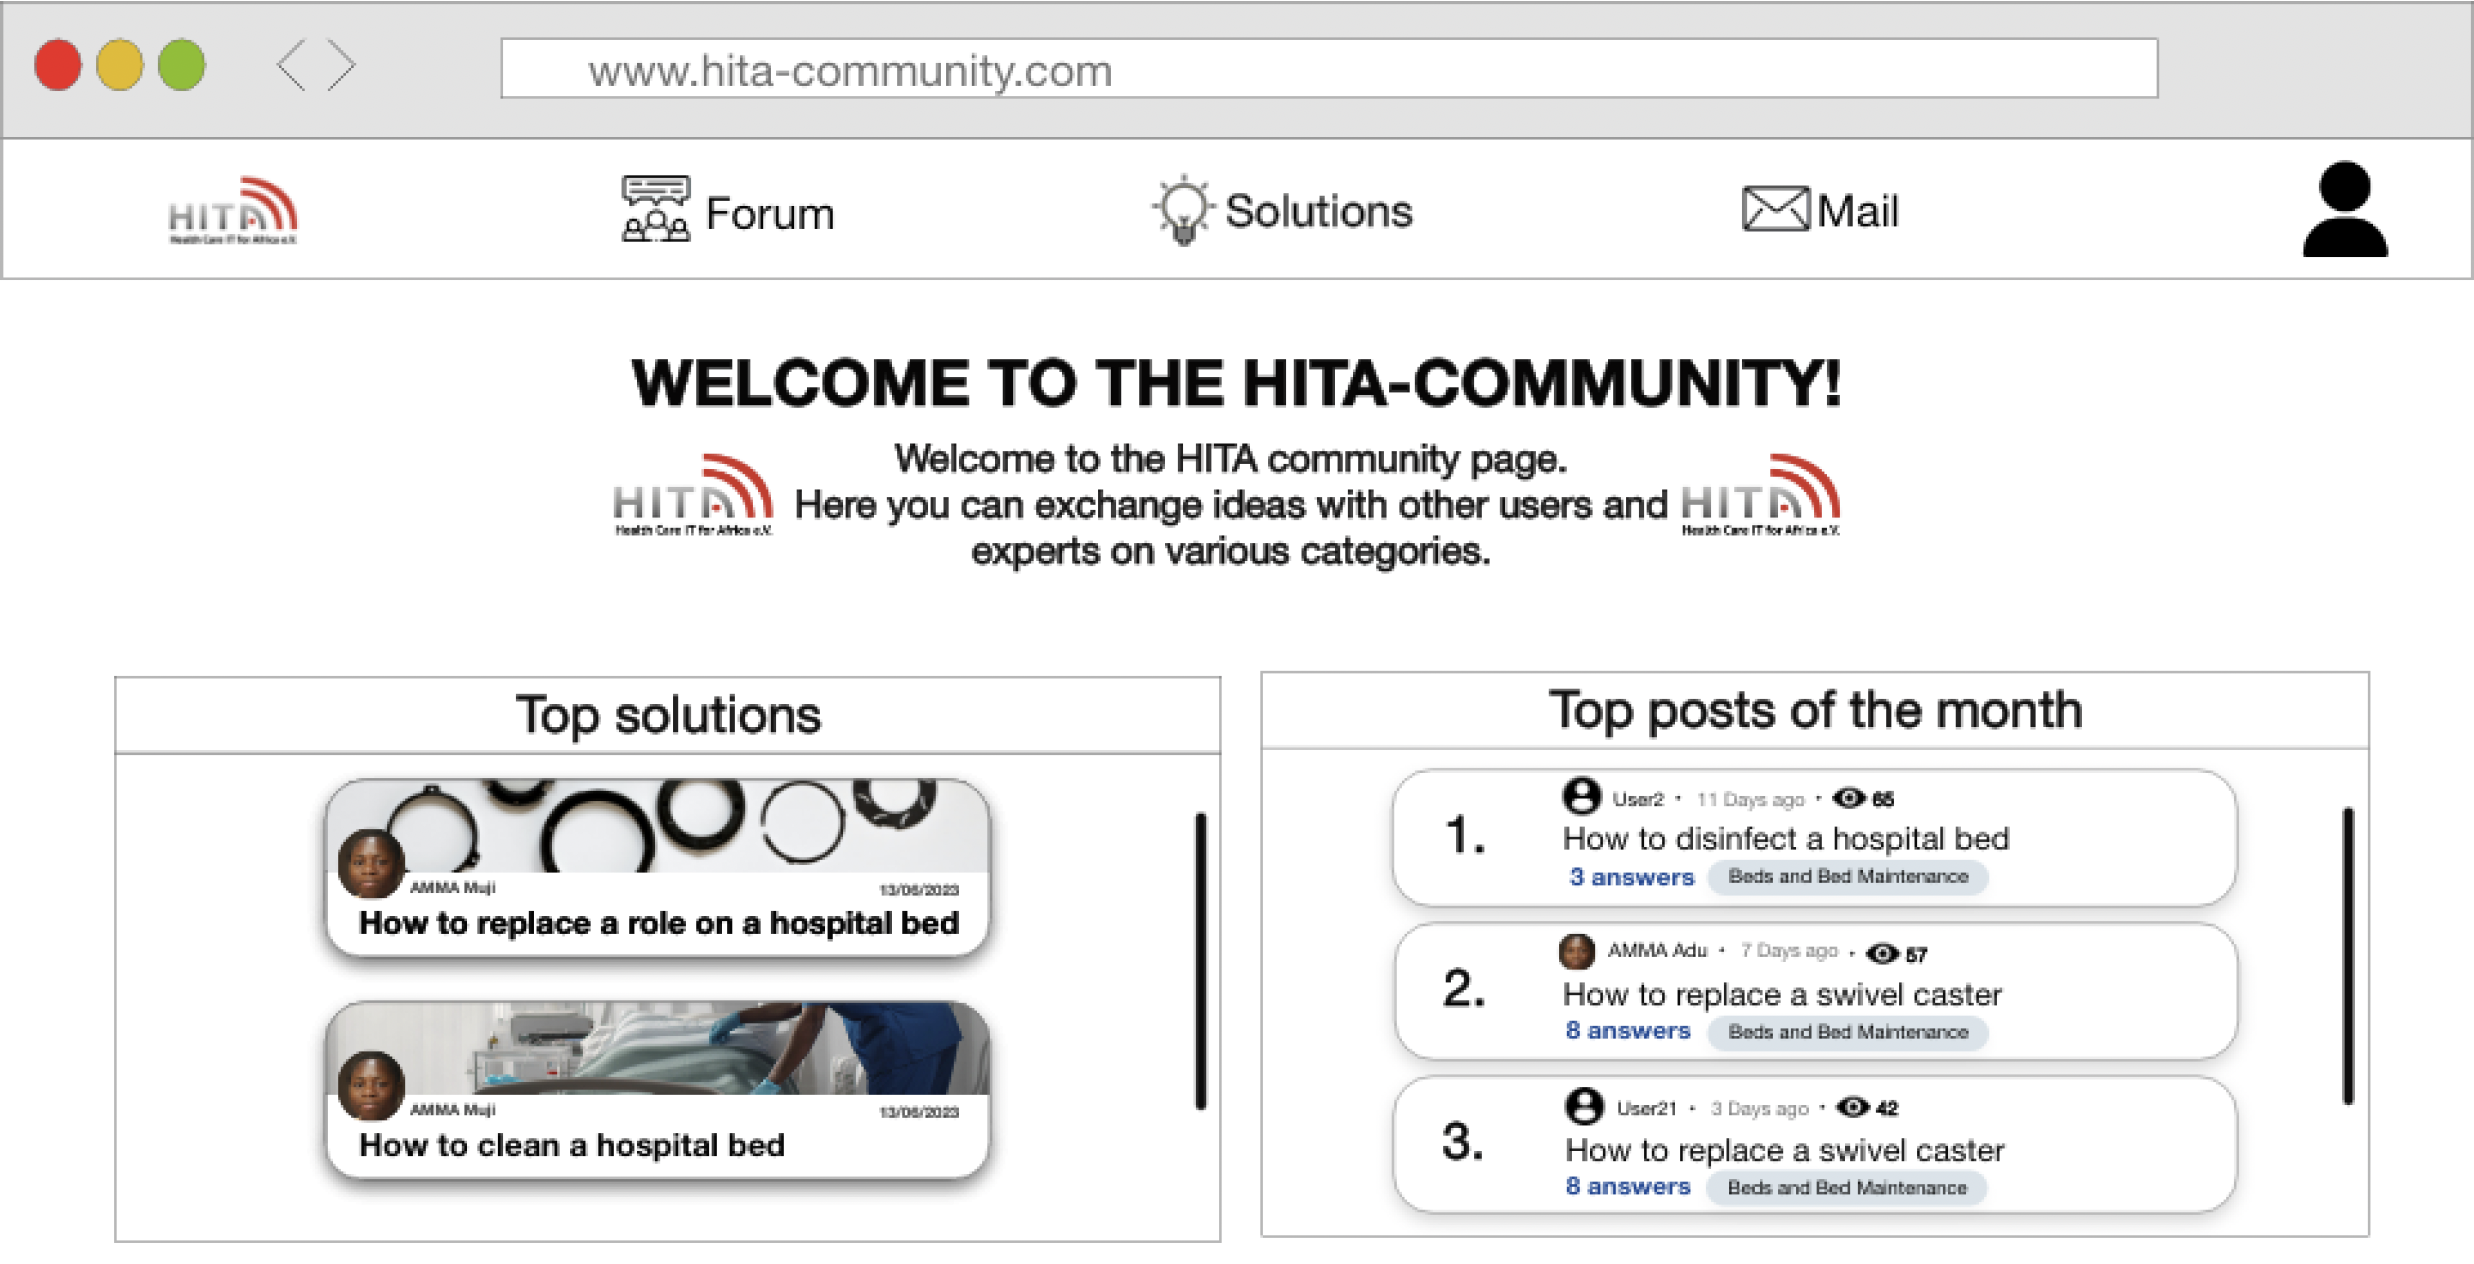 www.hita-community.com
HITA
Health Care IT for Africa e.V.
Forum
Solutions
Mail
WELCOME TO THE HITA-COMMUNITY!
Welcome to the HITA community page.
HITA
Health Care IT for Africa e.V.
Here you can exchange ideas with other users and
HITA
Health Care IT for Africa e.V.
experts on various categories.
Top solutions
AMMA Muji
13/06/2023
How to replace a role on a hospital bed
AMMA Muji
13/06/2023
How to clean a hospital bed
Top posts of the month
1.
User2 • 11 Days ago • 65
How to disinfect a hospital bed
3 answers Beds and Bed Maintenance
2.
AMMA Adu • 7 Days ago • 57
How to replace a swivel caster
8 answers Beds and Bed Maintenance
3.
User21 • 3 Days ago • 42
How to replace a swivel caster
8 answers Beds and Bed Maintenance